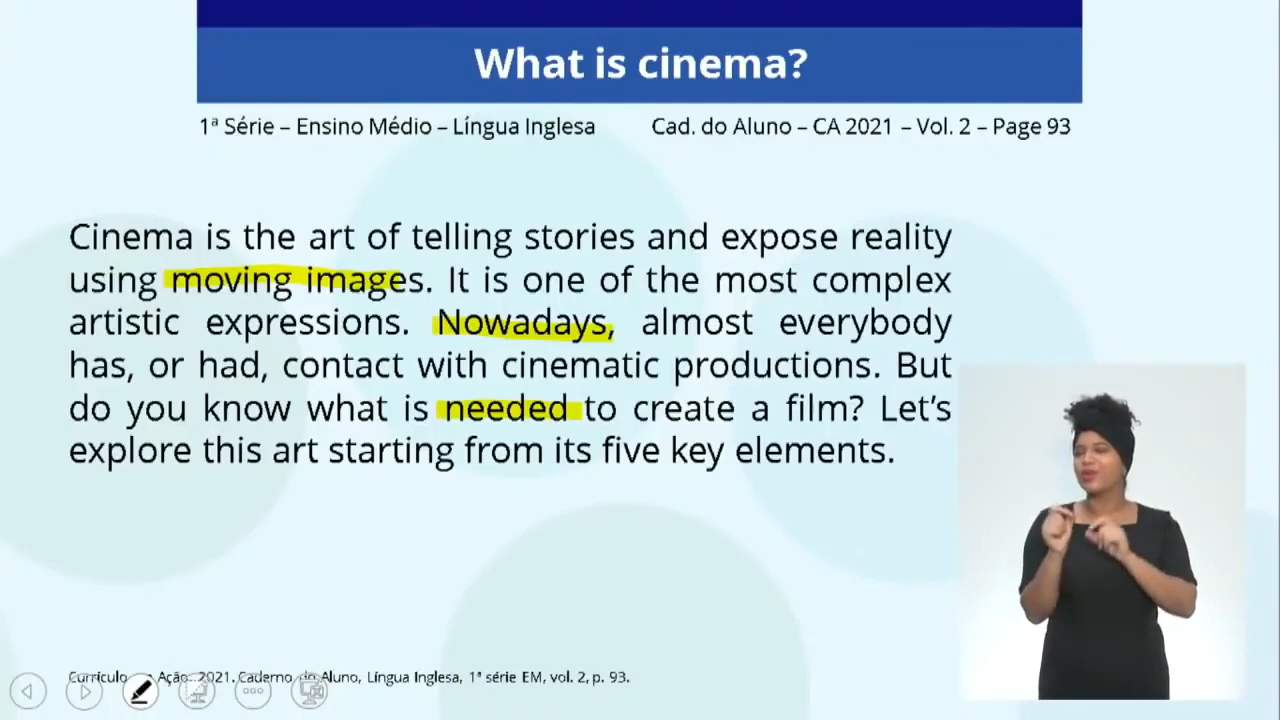 What is cinema?
1ª Série – Ensino Médio – Língua Inglesa Cad. do Aluno – CA 2021 – Vol. 2 – Page 93
Cinema is the art of telling stories and expose reality
using moving images. It is one of the most complex
artistic expressions. Nowadays, almost everybody
has, or had, contact with cinematic productions. But
do you know what is needed to create a film? Let’s
explore this art starting from its five key elements.
Currículo Ação. 2021. Caderno do Aluno, Língua Inglesa, 1ª série EM, vol. 2, p. 93.